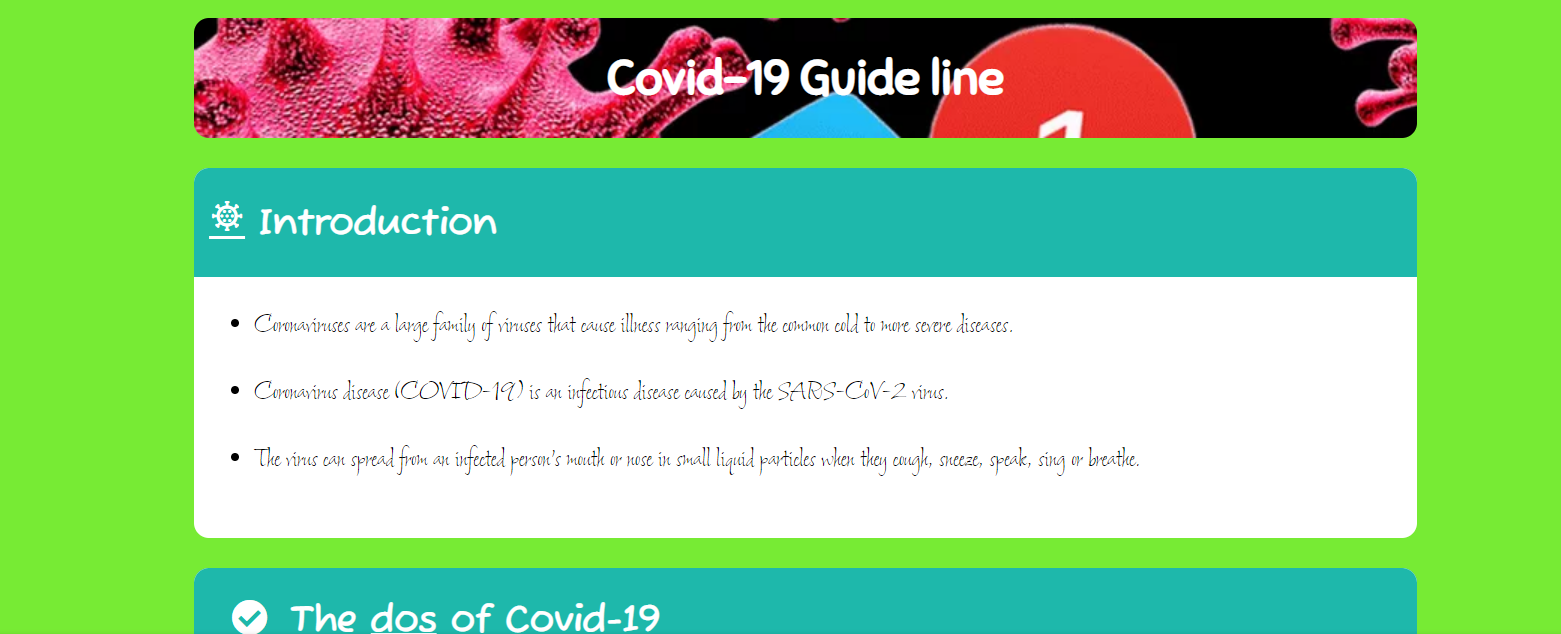 Covid-19 Guide line
1
Introduction
Coronaviruses are a large family of viruses that cause illness ranging from the common cold to more severe diseases.
Coronavirus disease (COVID-19) is an infectious disease caused by the SARS-CoV-2 virus.
The virus can spread from an infected person's mouth or nose in small liquid particles when they cough, sneeze, speak, sing or breathe.
The dos of Covid-19